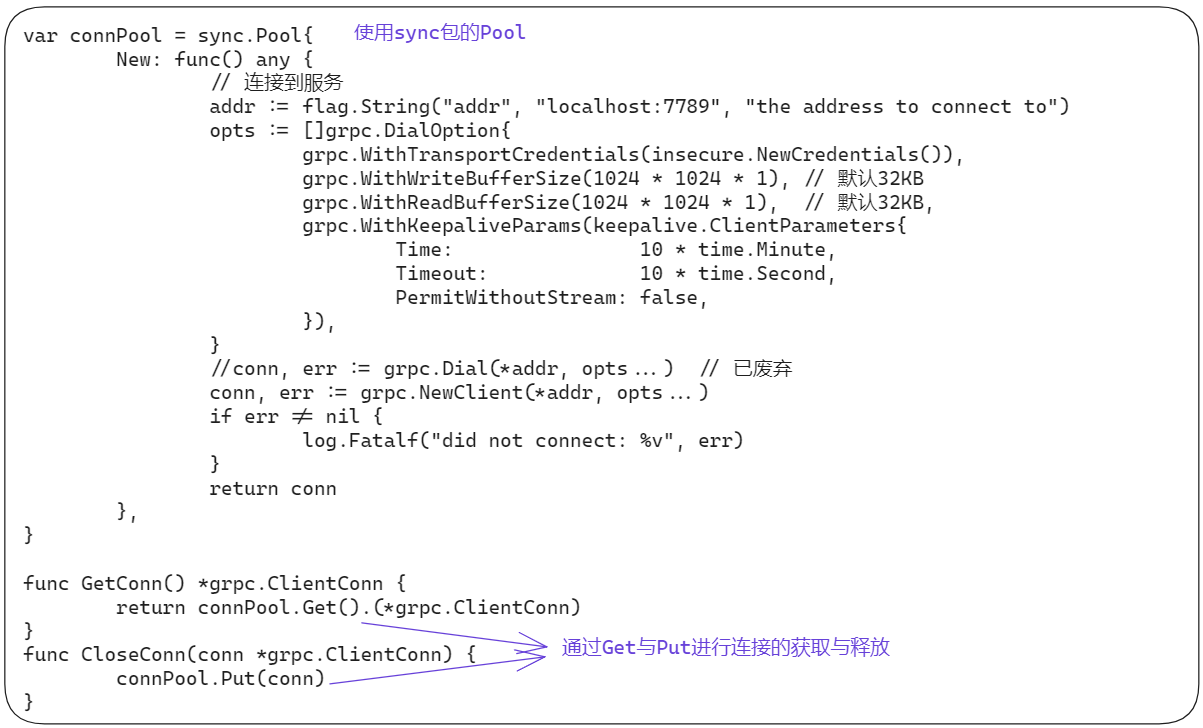 var connPool = sync.Pool{ 使用sync包的Pool
New: func() any {
// 连接到服务
addr := flag.String("addr", "localhost:7789", "the address to connect to")
opts := []grpc.DialOption{
grpc.WithTransportCredentials(insecure.NewCredentials()),
grpc.WithWriteBufferSize(1024 * 1024 * 1), // 默认32KB
grpc.WithReadBufferSize(1024 * 1024 * 1), // 默认32KB,
grpc.WithKeepaliveParams(keepalive.ClientParameters{
Time: 10 * time.Minute,
Timeout: 10 * time.Second,
PermitWithoutStream: false,
}),
}
//conn, err := grpc.Dial(*addr, opts...) // 已废弃
conn, err := grpc.NewClient(*addr, opts...)
if err != nil {
log.Fatalf("did not connect: %v", err)
}
return conn
},
}
func GetConn() *grpc.ClientConn {
return connPool.Get().(*grpc.ClientConn)
}
func CloseConn(conn *grpc.ClientConn) { 通过Get与Put进行连接的获取与释放
connPool.Put(conn)
}